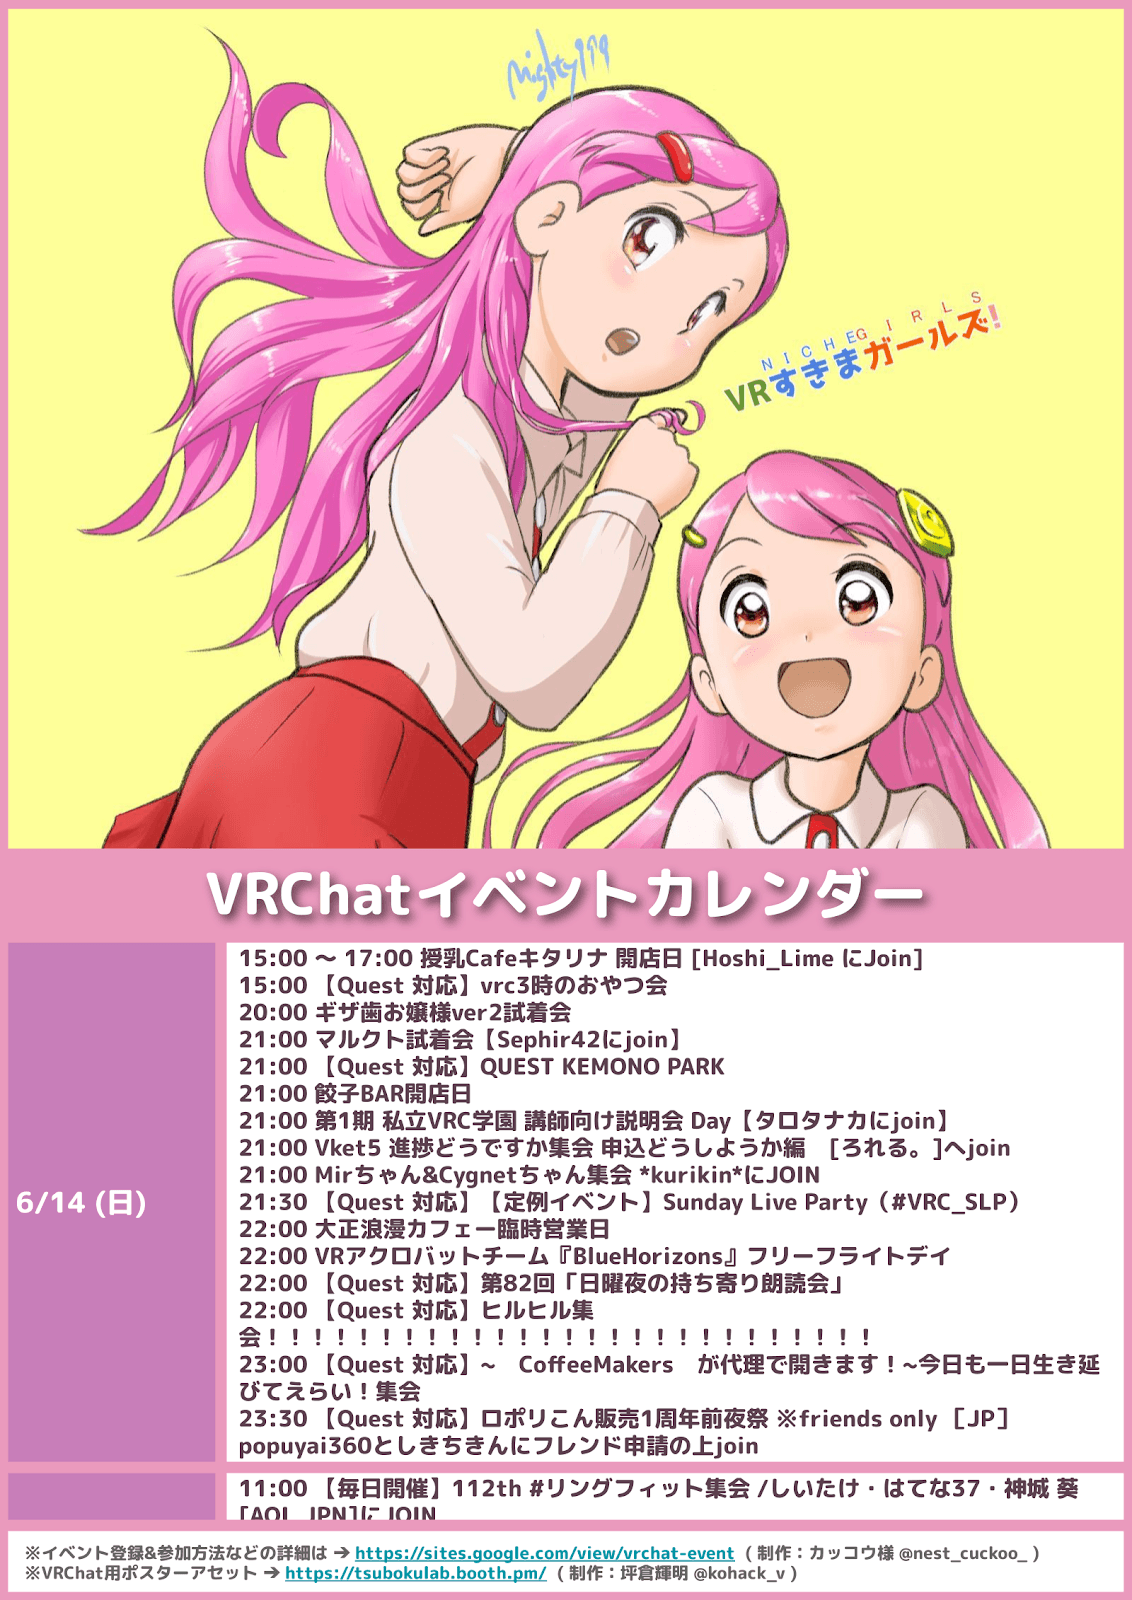 mighty199
NICHE GIRLS
VRすきまガールズ!
VRChatイベントカレンダー
6/14 (日)
15:00 ～ 17:00 授乳Cafeキタリナ 開店日 [Hoshi_Lime にJoin]
15:00 【Quest 対応】vrc3時のおやつ会
20:00 ギザ歯お嬢様ver2試着会
21:00 マルクト試着会【Sephir42にjoin】
21:00 【Quest 対応】QUEST KEMONO PARK
21:00 餃子BAR開店日
21:00 第1期 私立VRC学園 講師向け説明会 Day【タロタナカにjoin】
21:00 Vket5 進捗どうですか集会 申込どうしようか編　[ろれる。]へjoin
21:00 Mirちゃん&Cygnetちゃん集会 *kurikin*にJOIN
21:30 【Quest 対応】【定例イベント】Sunday Live Party（#VRC_SLP）
22:00 大正浪漫カフェー臨時営業日
22:00 VRアクロバットチーム『BlueHorizons』フリーフライトデイ
22:00 【Quest 対応】第82回「日曜夜の持ち寄り朗読会」
22:00 【Quest 対応】ヒルヒル集
会！！！！！！！！！！！！！！！！！！！！！！！！！！！
23:00 【Quest 対応】~　CoffeeMakers　が代理で開きます！~今日も一日生き延
びてえらい！集会
23:30 【Quest 対応】ロポリこん販売1周年前夜祭 ※friends only ［JP］
popuyai360としきちきんにフレンド申請の上join
11:00 【毎日開催】112th #リングフィット集会 /しいたけ・はてな37・神城 葵
[AOI_JPN]に JOIN
※イベント登録&参加方法などの詳細は → https://sites.google.com/view/vrchat-event （ 制作：カッコウ様 @nest_cuckoo_ ）
※VRChat用ポスターアセット → https://tsubokulab.booth.pm/ （ 制作：坪倉輝明 @kohack_v ）